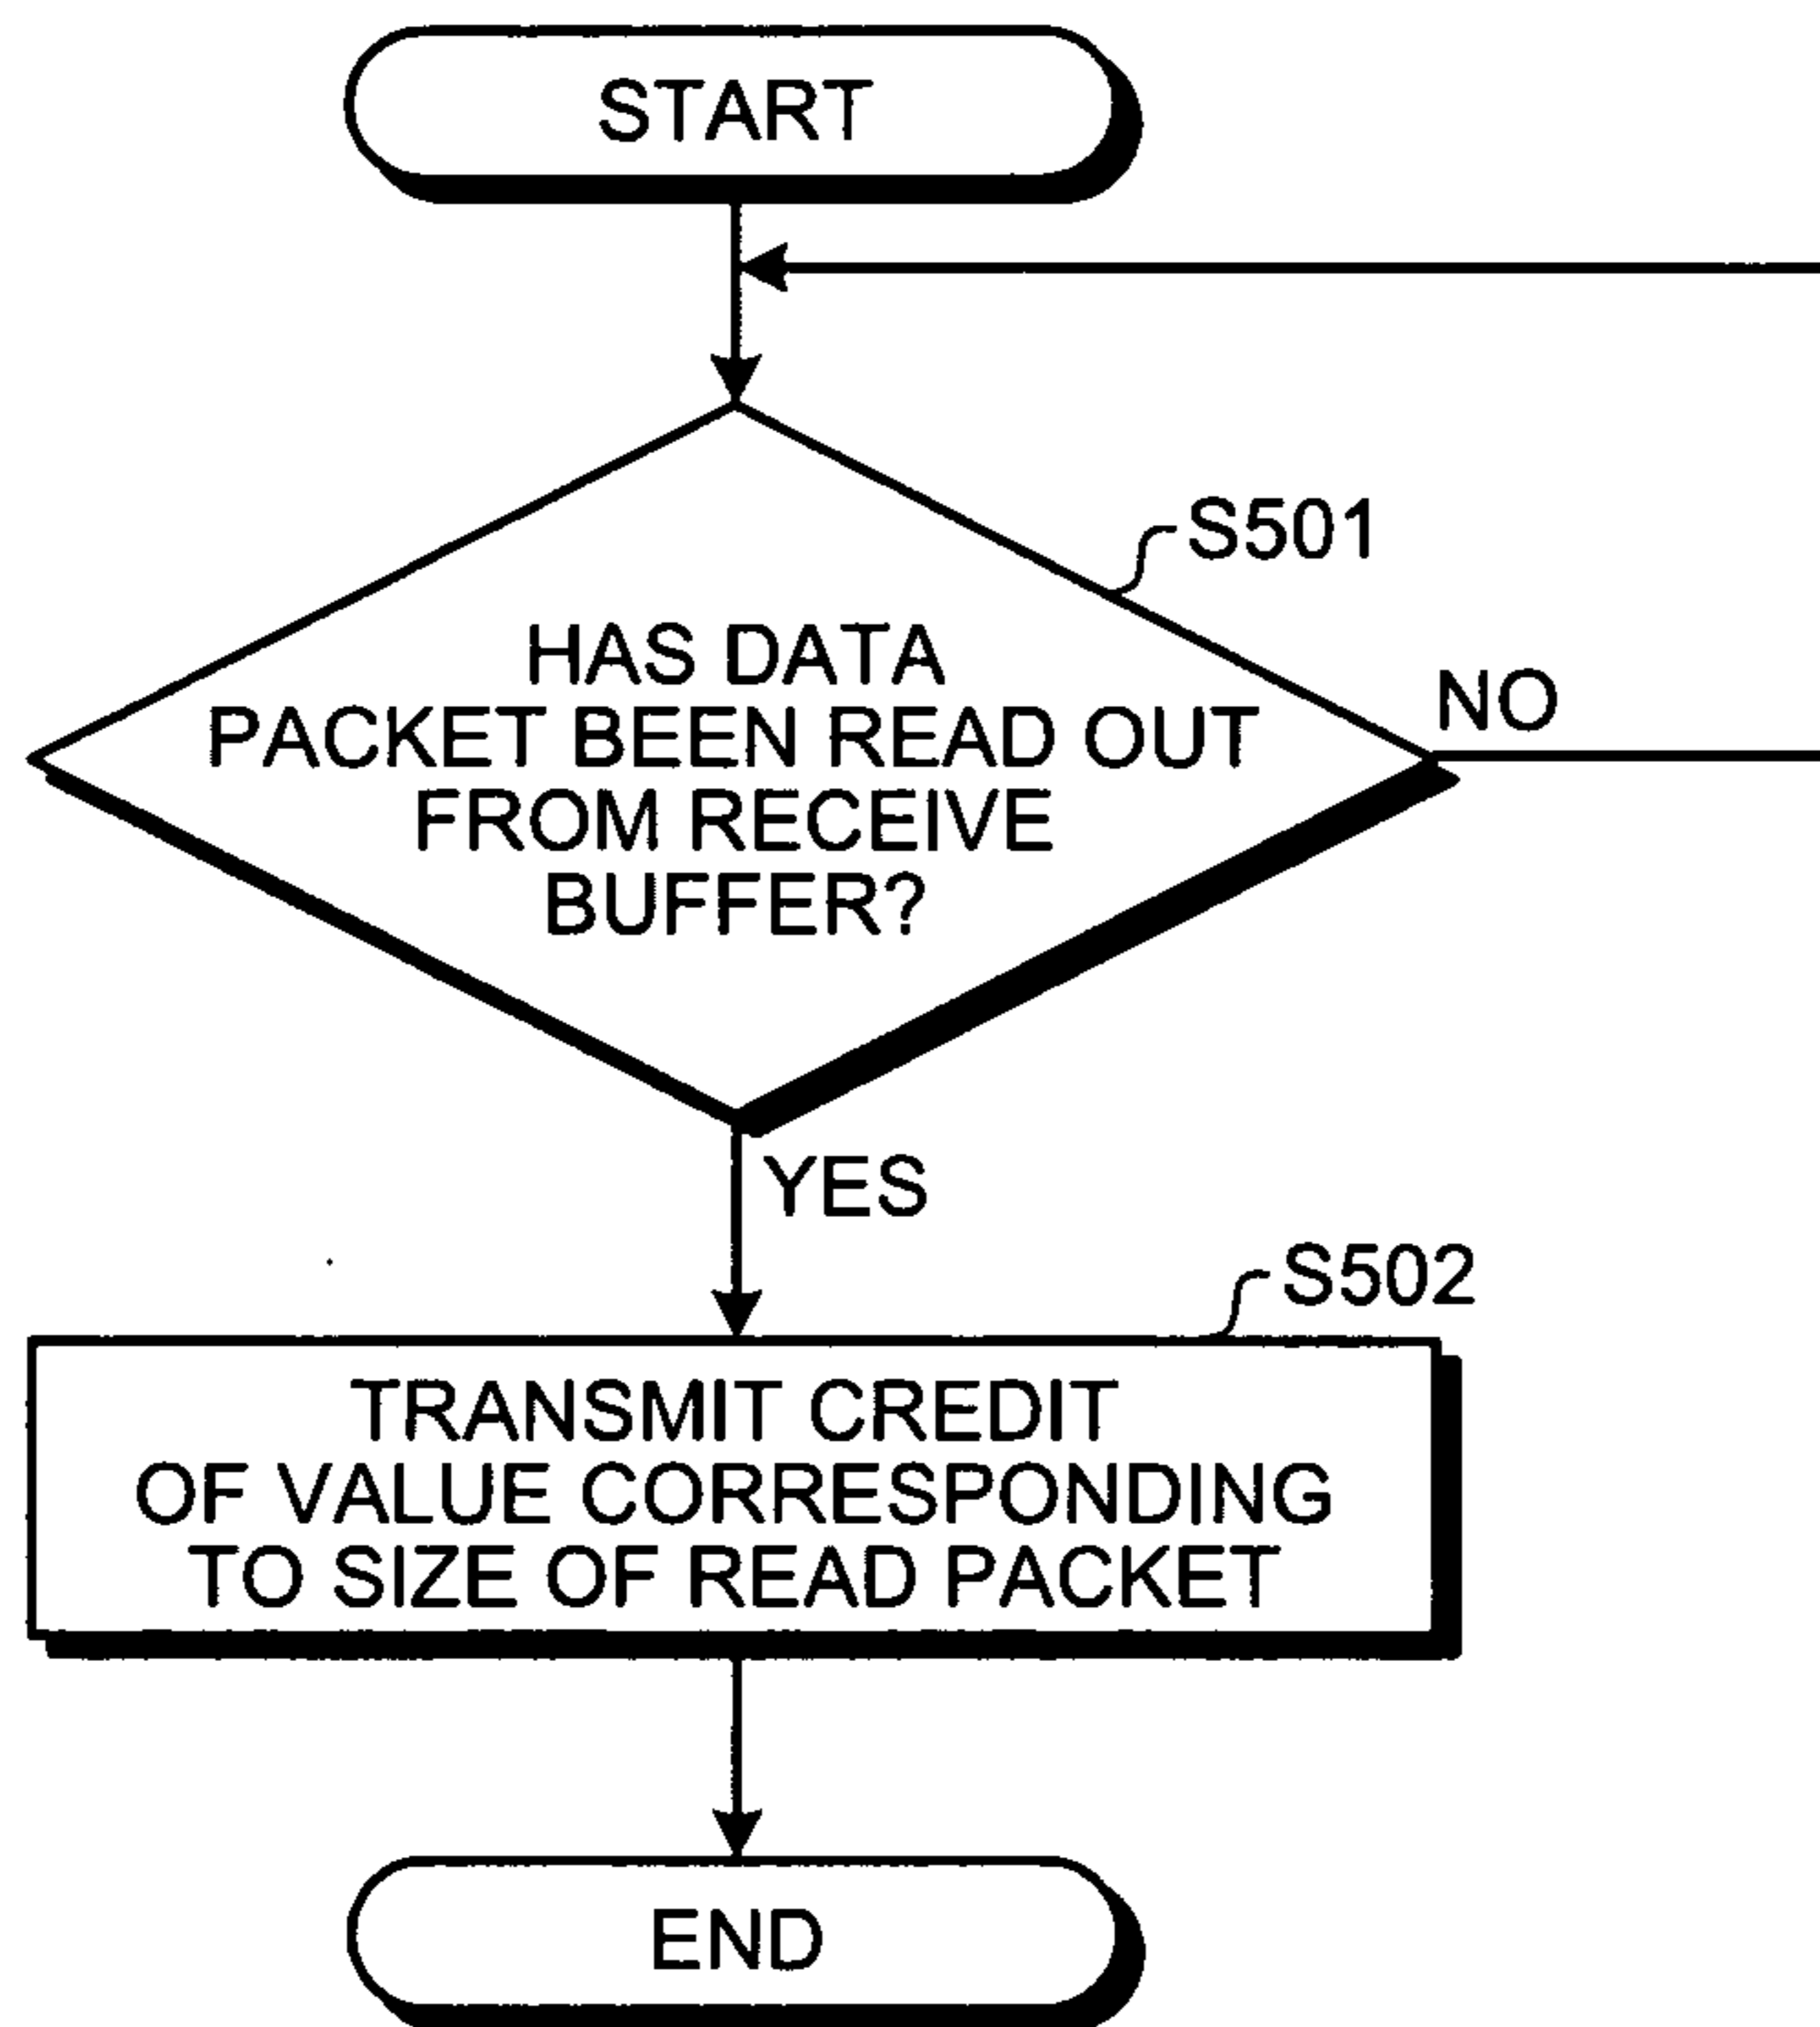 START
S501
HAS DATA
PACKET BEEN READ OUT
FROM RECEIVE
BUFFER?
NO
YES
S502
TRANSMIT CREDIT
OF VALUE CORRESPONDING
TO SIZE OF READ PACKET
END